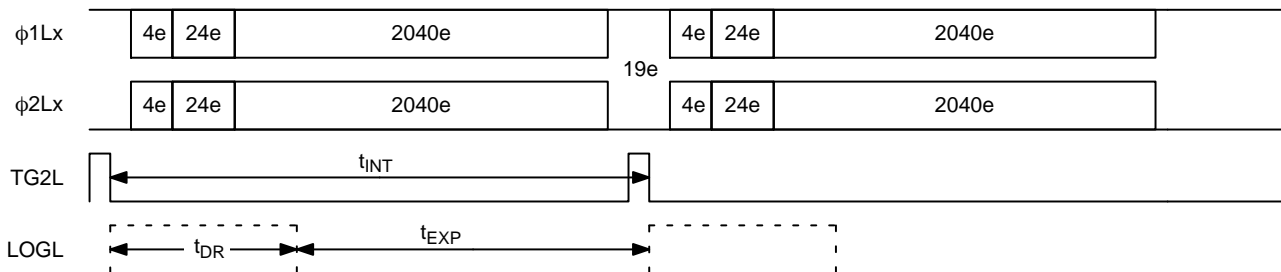 ϕ1Lx 4e 24e 2040e 4e 24e 2040e
19e
ϕ2Lx 4e 24e 2040e 4e 24e 2040e
TG2L tINT
LOGL tDR tEXP